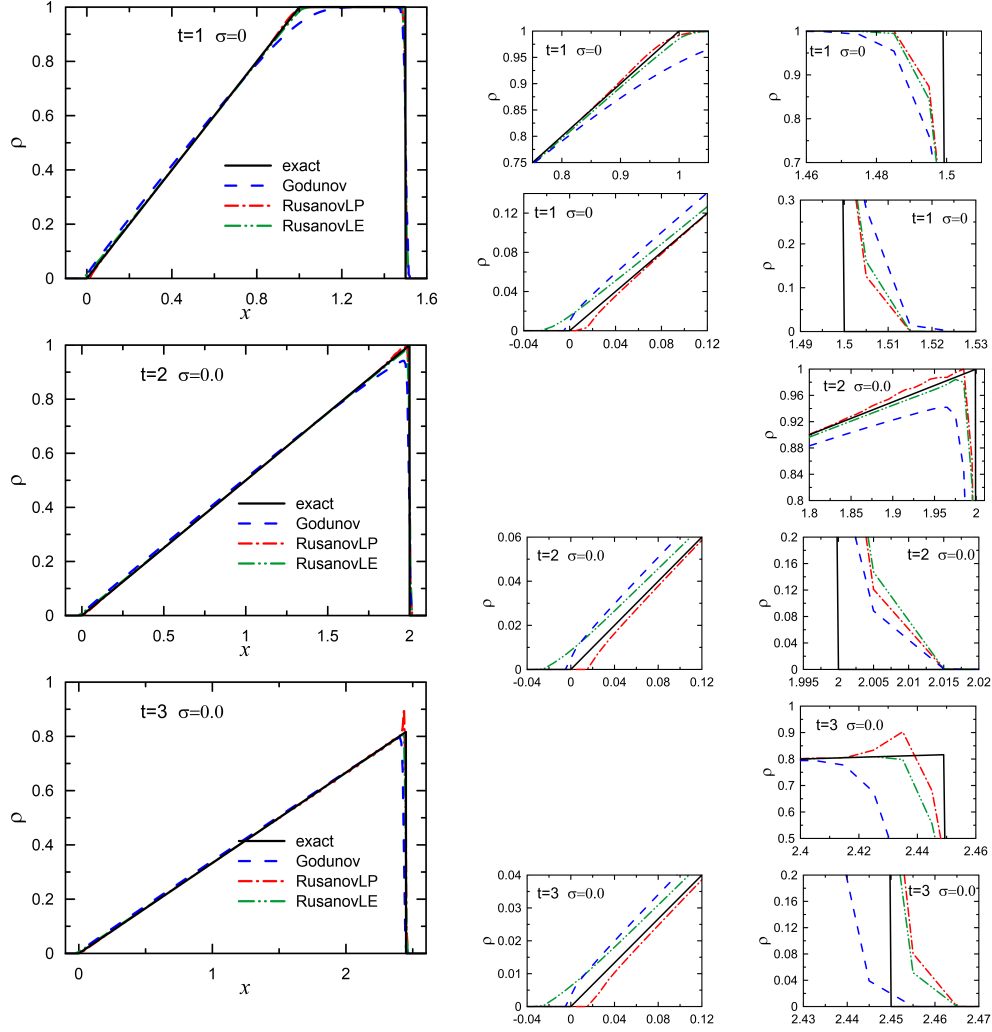 t=1 σ=0
ρ
1
0.8
0.6
0.4
0.2
0
exact
Godunov
RusanovLP
RusanovLE
0 0.4 0.8 1.2 1.6
x
t=1 σ=0
ρ
1
0.95
0.9
0.85
0.8
0.75
0.8 0.9 1
t=1 σ=0
ρ
1
0.9
0.8
0.7
1.46 1.48 1.5
t=1 σ=0
ρ
0.12
0.08
0.04
0
-0.04 0 0.04 0.08 0.12
t=1 σ=0
ρ
0.3
0.2
0.1
0
1.49 1.5 1.51 1.52 1.53
t=2 σ=0.0
ρ
1
0.8
0.6
0.4
0.2
0
exact
Godunov
RusanovLP
RusanovLE
0 0.5 1 1.5 2
x
t=2 σ=0.0
ρ
1
0.96
0.92
0.88
0.84
0.8
1.8 1.85 1.9 1.95 2
t=2 σ=0.0
ρ
0.06
0.04
0.02
0
-0.04 0 0.04 0.08 0.12
t=2 σ=0.0
ρ
0.2
0.16
0.12
0.08
0.04
0
1.995 2 2.005 2.01 2.015 2.02
t=3 σ=0.0
ρ
1
0.8
0.6
0.4
0.2
0
exact
Godunov
RusanovLP
RusanovLE
0 1 2
x
t=3 σ=0.0
ρ
1
0.9
0.8
0.7
0.6
0.5
2.4 2.42 2.44 2.46
t=3 σ=0.0
ρ
0.04
0.03
0.02
0.01
0
-0.04 0 0.04 0.08 0.12
t=3 σ=0.0
ρ
0.2
0.16
0.12
0.08
0.04
0
2.43 2.44 2.45 2.46 2.47